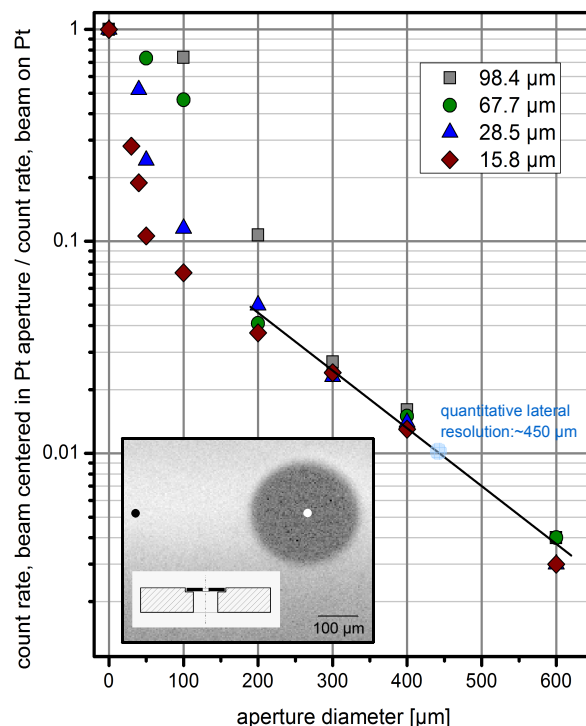 count rate, beam centered in Pt aperture / count rate, beam on Pt
1
0.1
0.01
98.4 µm
67.7 µm
28.5 µm
15.8 µm
quantitative lateral
resolution:~450 µm
100 µm
0
100
200
300
400
500
600
aperture diameter [µm]